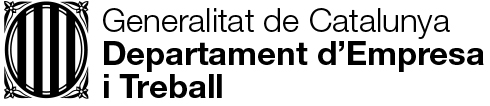 Generalitat de Catalunya
Departament d’Empresa
i Treball